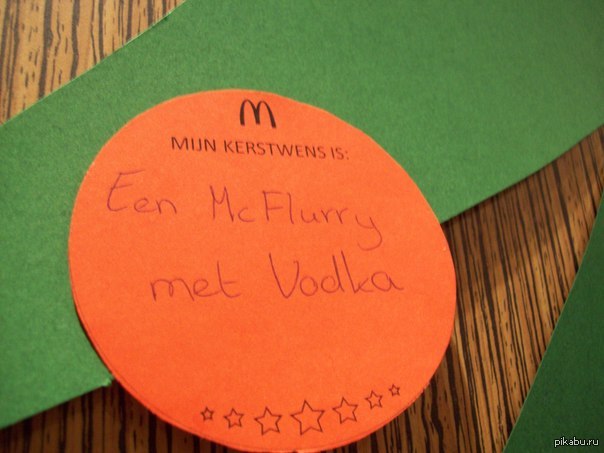 M
MIJN KERSTWENS IS:
Een McFlurry
met Vodka
pikabu.ru